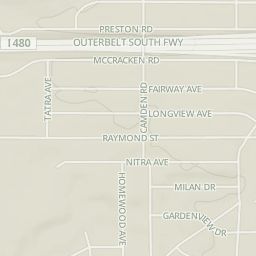 PRESTON RD
I 480
OUTERBELT SOUTH FWY
MCCRACKEN RD
TATRA AVE
FAIRWAY AVE
CAMDEN RD
LONGVIEW AVE
RAYMOND ST
NITRA AVE
HOMEWOOD AVE
MILAN DR
GARDENVIEW DR